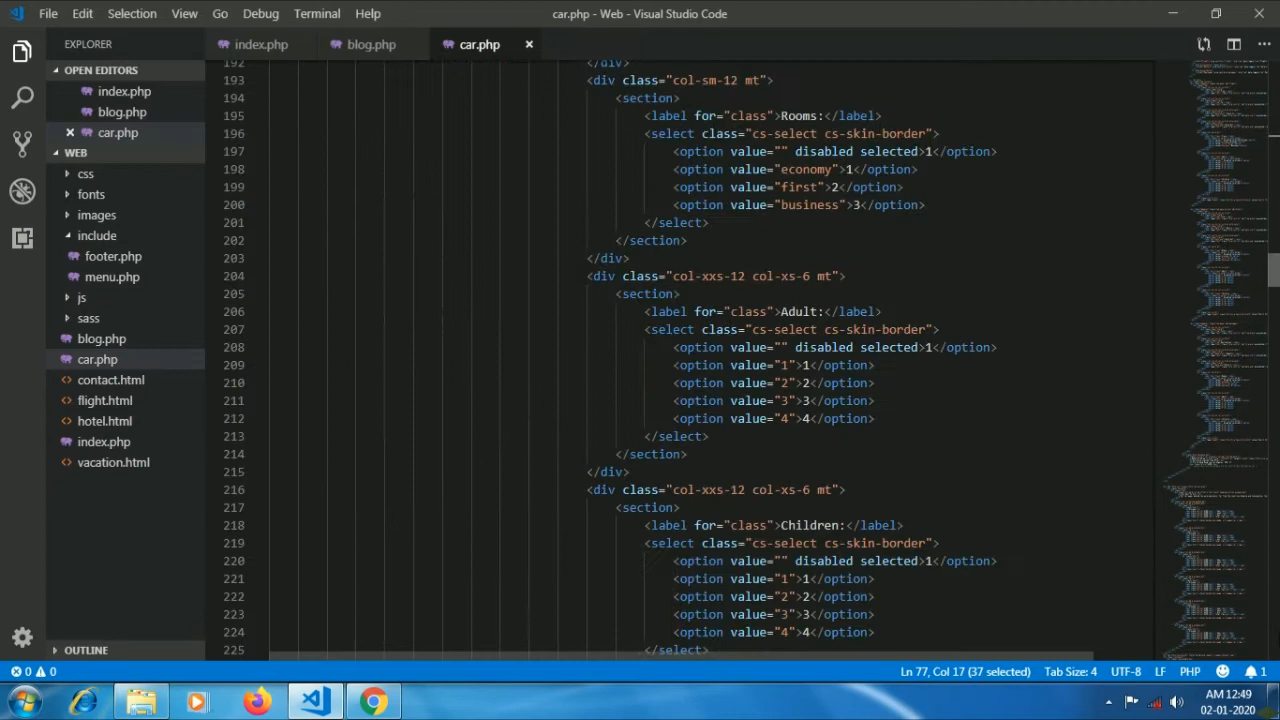 File Edit Selection View Go Debug Terminal Help car.php - Web - Visual Studio Code
EXPLORER
index.php blog.php car.php
OPEN EDITORS
index.php
blog.php
car.php
WEB
css
fonts
images
include
footer.php
menu.php
js
sass
blog.php
car.php
contact.html
flight.html
hotel.html
index.php
vacation.html
OUTLINE
192 </div>
193 <div class="col-sm-12 mt">
194 <section>
195 <label for="class">Rooms:</label>
196 <select class="cs-select cs-skin-border">
197 <option value="" disabled selected>1</option>
198 <option value="economy">1</option>
199 <option value="first">2</option>
200 <option value="business">3</option>
201 </select>
202 </section>
203 </div>
204 <div class="col-xxs-12 col-xs-6 mt">
205 <section>
206 <label for="class">Adult:</label>
207 <select class="cs-select cs-skin-border">
208 <option value="" disabled selected>1</option>
209 <option value="1">1</option>
210 <option value="2">2</option>
211 <option value="3">3</option>
212 <option value="4">4</option>
213 </select>
214 </section>
215 </div>
216 <div class="col-xxs-12 col-xs-6 mt">
217 <section>
218 <label for="class">Children:</label>
219 <select class="cs-select cs-skin-border">
220 <option value="" disabled selected>1</option>
221 <option value="1">1</option>
222 <option value="2">2</option>
223 <option value="3">3</option>
224 <option value="4">4</option>
225 </select>
0 0 Ln 77, Col 17 (37 selected) Tab Size: 4 UTF-8 LF PHP 1
AM 12:49
02-01-2020